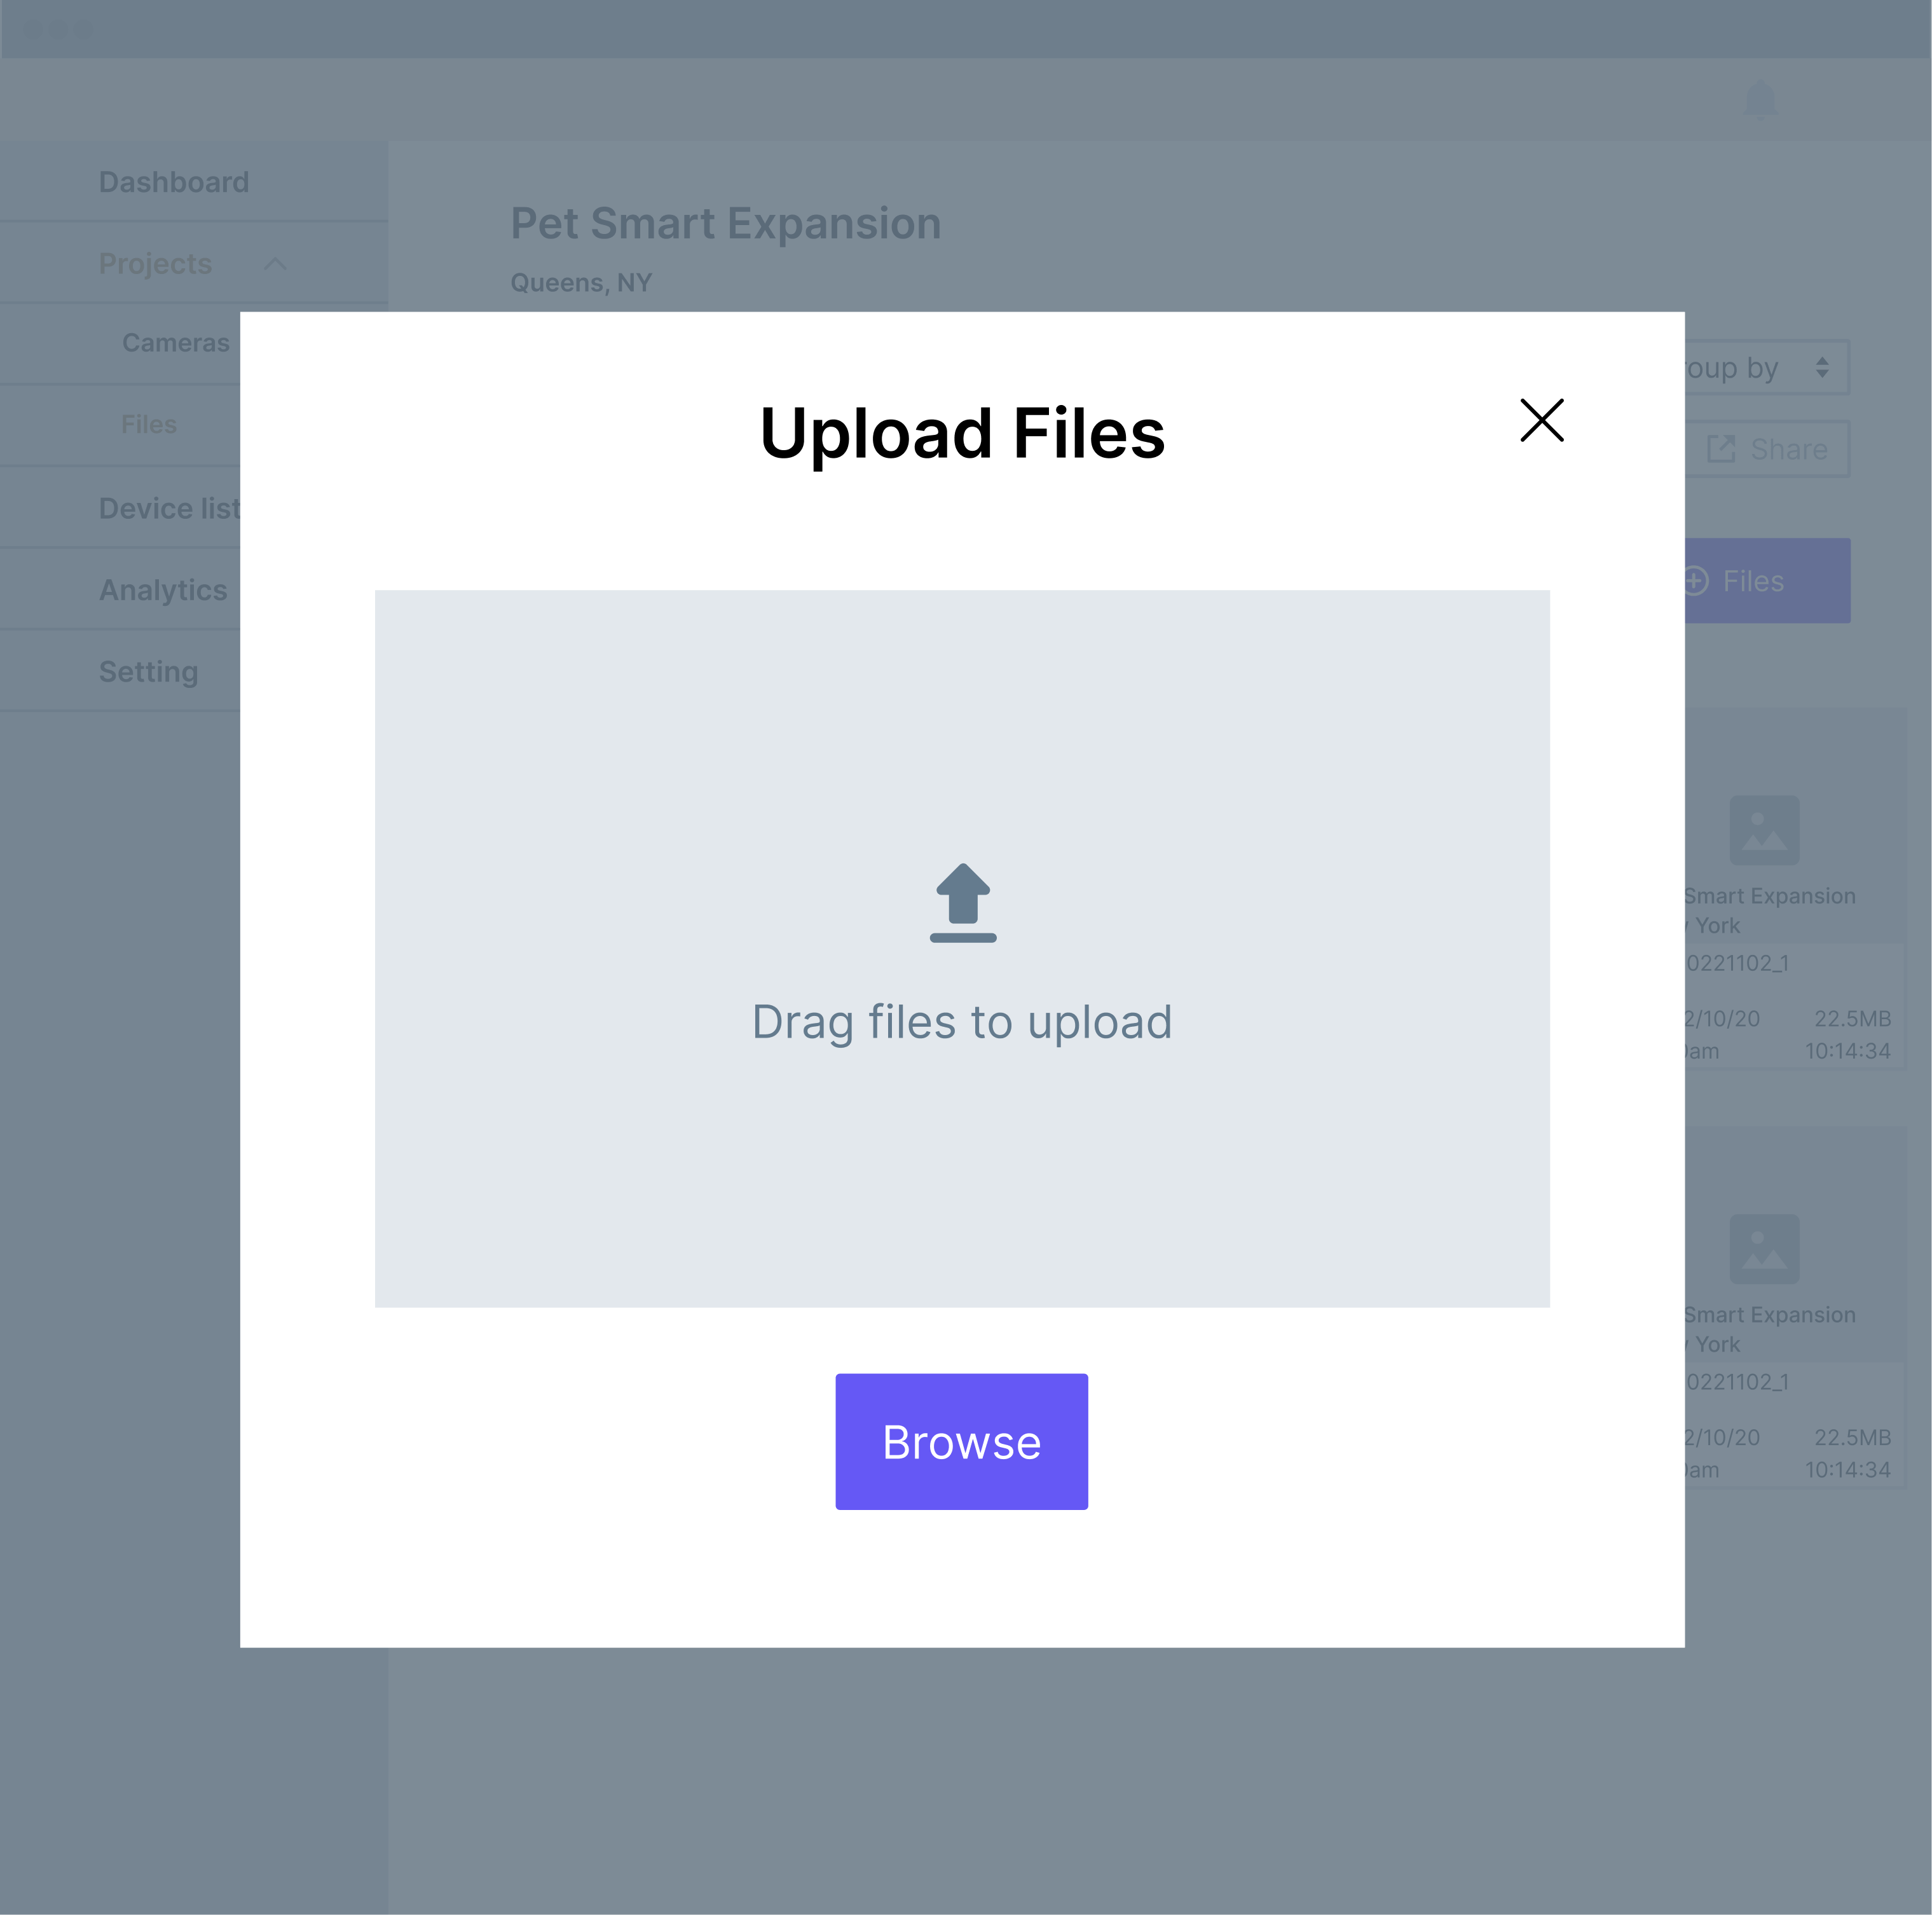 Dashboard
Projects
Cameras
Files
Device list
Analytics
Setting
Pet Smart Expansion
Queens, NY
Upload Files
Drag files to upload
Browse
by
Share
Files
Smart Expansion
York
0221102_1
2/10/20 22.5MB
am 10:14:34
Smart Expansion
York
0221102_1
2/10/20 22.5MB
am 10:14:34